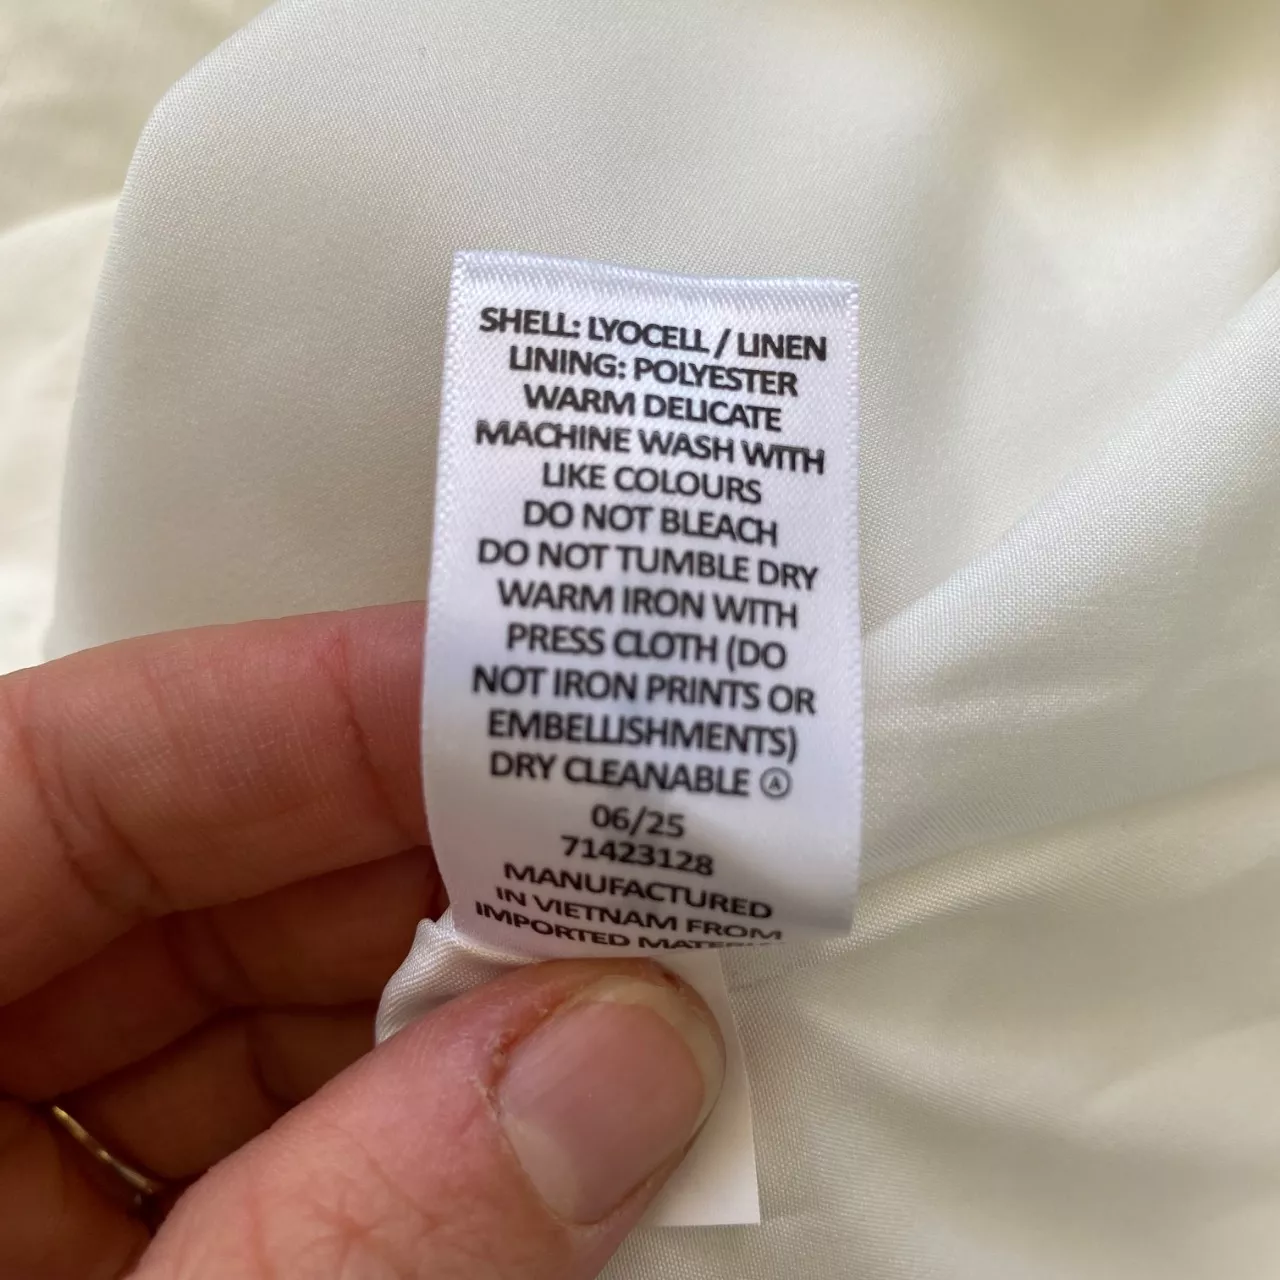 SHELL: LYOCELL / LINEN
LINING: POLYESTER
WARM DELICATE
MACHINE WASH WITH
LIKE COLOURS
DO NOT BLEACH
DO NOT TUMBLE DRY
WARM IRON WITH
PRESS CLOTH (DO
NOT IRON PRINTS OR
EMBELLISHMENTS)
DRY CLEANABLE Ⓐ
06/25
71423128
MANUFACTURED
IN VIETNAM FROM
IMPORTED